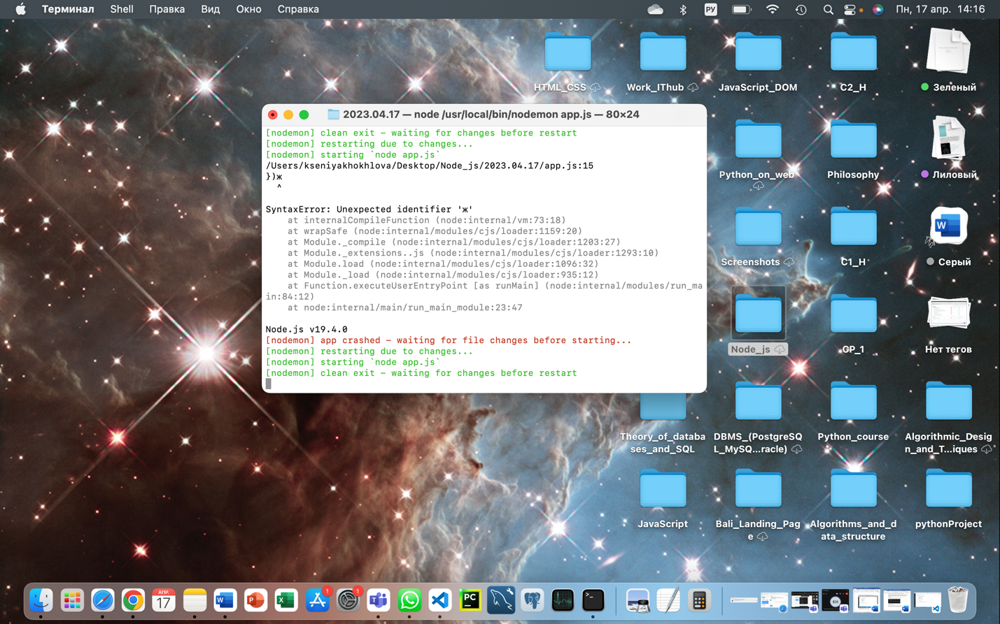 Терминал Shell Правка Вид Окно Справка РУ Пн, 17 апр. 14:16
HTML_CSS Work_IThub JavaScript_DOM C2_H Зеленый
2023.04.17 — node /usr/local/bin/nodemon app.js — 80×24
[nodemon] clean exit - waiting for changes before restart
[nodemon] restarting due to changes...
[nodemon] starting `node app.js`
/Users/kseniyakhokhlova/Desktop/Node_js/2023.04.17/app.js:15
})ж
^
SyntaxError: Unexpected identifier 'ж'
at internalCompileFunction (node:internal/vm:73:18)
at wrapSafe (node:internal/modules/cjs/loader:1159:20)
at Module._compile (node:internal/modules/cjs/loader:1203:27)
at Module._extensions..js (node:internal/modules/cjs/loader:1293:10)
at Module.load (node:internal/modules/cjs/loader:1096:32)
at Module._load (node:internal/modules/cjs/loader:935:12)
at Function.executeUserEntryPoint [as runMain] (node:internal/modules/run_ma
in:84:12)
at node:internal/main/run_main_module:23:47
Node.js v19.4.0
[nodemon] app crashed - waiting for file changes before starting...
[nodemon] restarting due to changes...
[nodemon] starting `node app.js`
[nodemon] clean exit - waiting for changes before restart
Python_on_web Philosophy Лиловый
W
Screenshots C1_H Серый
Node_js CP_1 Нет тегов
Theory_of_databa
ses_and_SQL
DBMS_(PostgreSQ
L_MySQ...racle)
Python_course
Algorithmic_Desig
n_and_T...iques
JavaScript
Bali_Landing_Pag
e
Algorithms_and_d
ata_structure
pythonProject
АПР.
17
W
P
X
1
1
PC
>_
KH